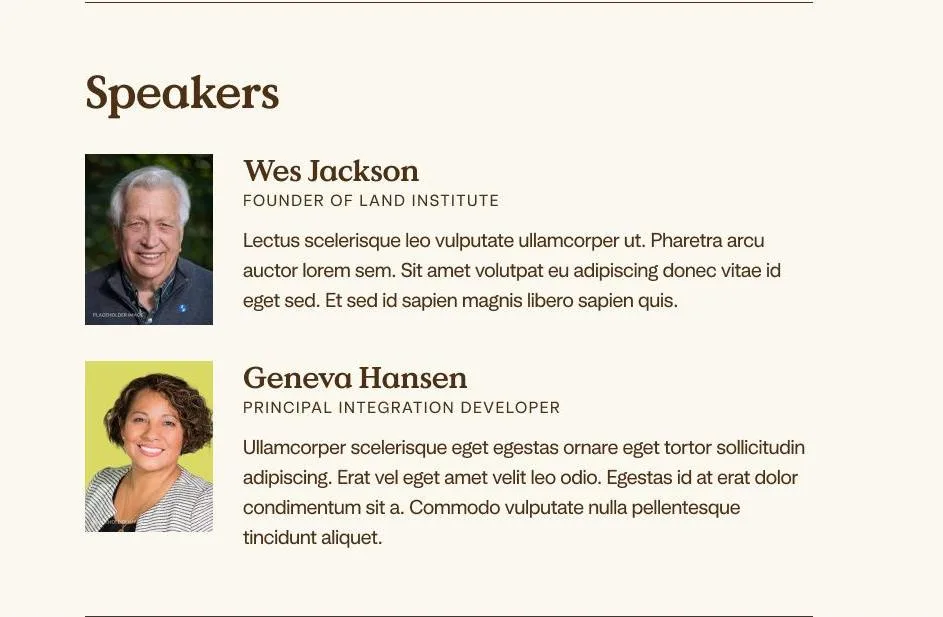 Speakers
Wes Jackson
FOUNDER OF LAND INSTITUTE
Lectus scelerisque leo vulputate ullamcorper ut. Pharetra arcu
auctor lorem sem. Sit amet volutpat eu adipiscing donec vitae id
eget sed. Et sed id sapien magnis libero sapien quis.
PLACEHOLDER IMAGE
Geneva Hansen
PRINCIPAL INTEGRATION DEVELOPER
Ullamcorper scelerisque eget egestas ornare eget tortor sollicitudin
adipiscing. Erat vel eget amet velit leo odio. Egestas id at erat dolor
condimentum sit a. Commodo vulputate nulla pellentesque
tincidunt aliquet.